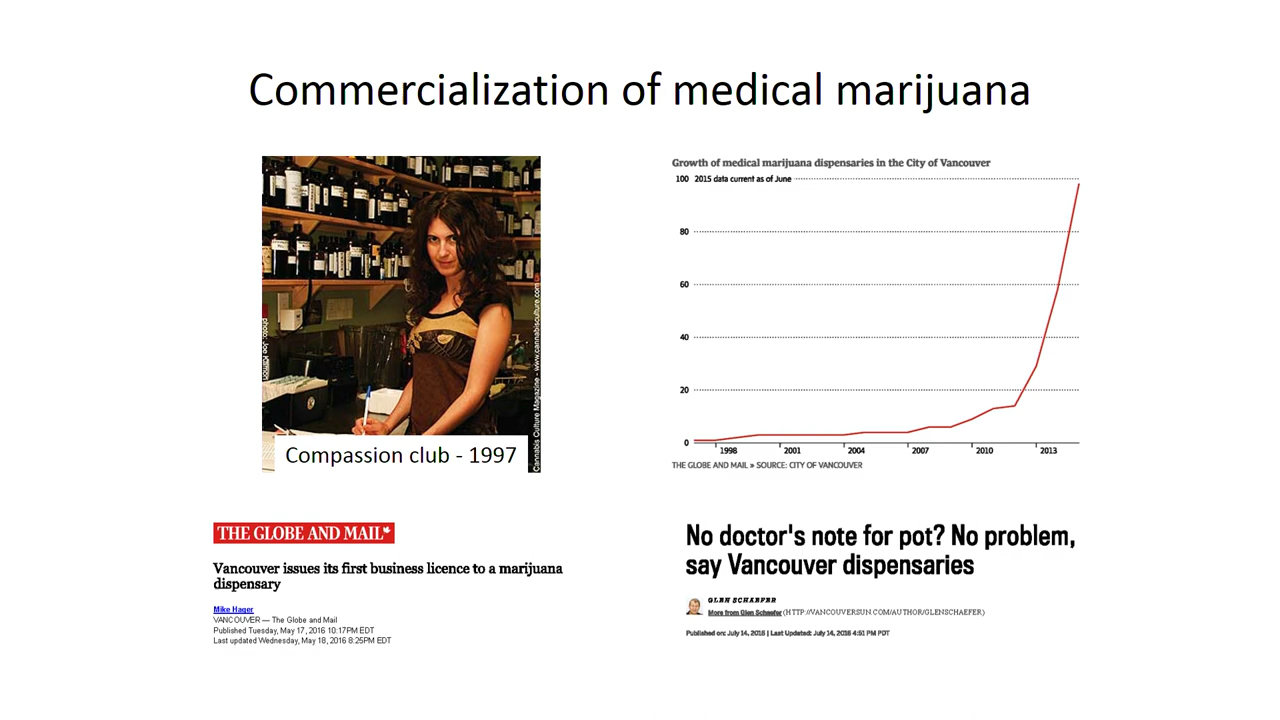 Commercialization of medical marijuana
photo: Joe Kaftnon
Cannabis Culture Magazine - www.cannabisculture.com
Compassion club - 1997
Growth of medical marijuana dispensaries in the City of Vancouver
100 2015 data current as of June
80
60
40
20
0
1998 2001 2004 2007 2010 2013
THE GLOBE AND MAIL » SOURCE: CITY OF VANCOUVER
THE GLOBE AND MAIL
Vancouver issues its first business licence to a marijuana
dispensary
Mike Hager
VANCOUVER — The Globe and Mail
Published Tuesday, May 17, 2016 10:17PM EDT
Last updated Wednesday, May 18, 2016 8:25PM EDT
No doctor's note for pot? No problem,
say Vancouver dispensaries
GLEN SCHAEFER
More from Glen Schaefer (HTTP://VANCOUVERSUN.COM/AUTHOR/GLENSCHAEFER)
Published on: July 14, 2016 | Last Updated: July 14, 2016 4:51 PM PDT